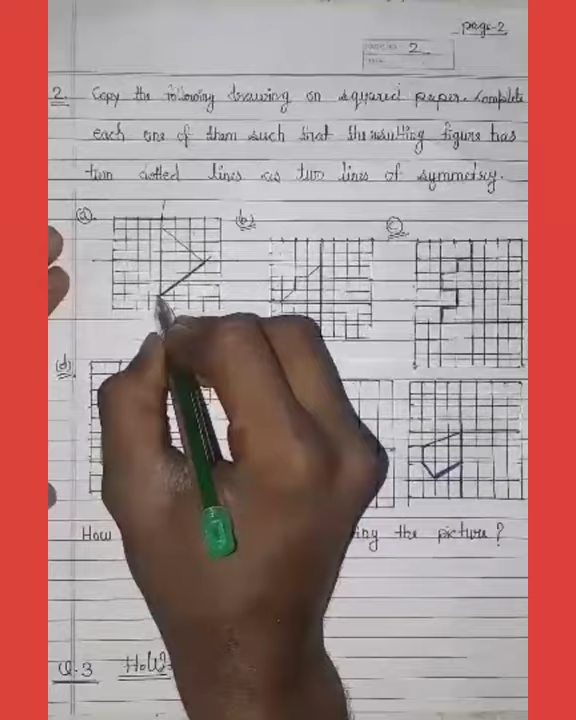 page-2
2
2. Copy the following drawing on squared paper. Complete
each one of them such that the resulting figure has
two dotted lines as two lines of symmetry.
(a) (b) (c)
(d)
How ing the picture?
Q.3